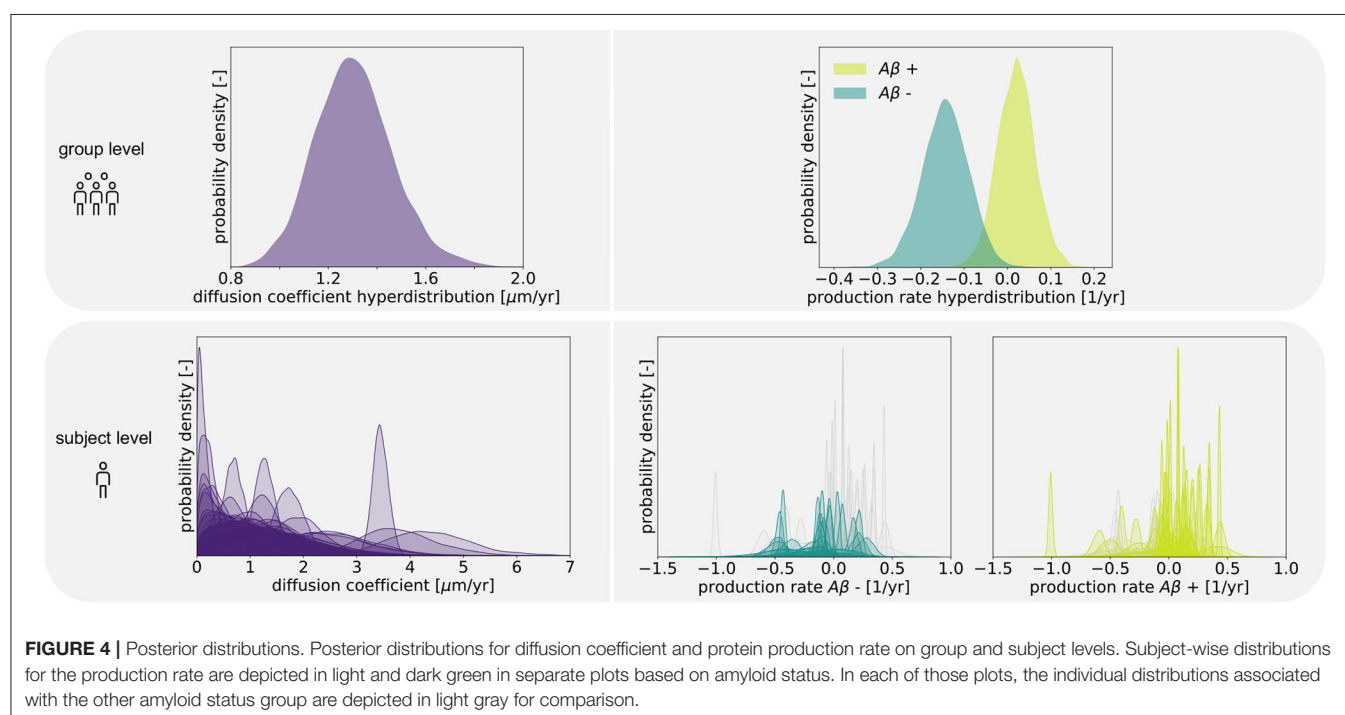 group level
probability density [-]
0.8 1.2 1.6 2.0
diffusion coefficient hyperdistribution [μm/yr]
probability density [-]
Aβ +
Aβ -
−0.4 −0.3 −0.2 −0.1 0.0 0.1 0.2
production rate hyperdistribution [1/yr]
subject level
probability density [-]
0 1 2 3 4 5 6 7
diffusion coefficient [μm/yr]
probability density [-]
−1.5 −1.0 −0.5 0.0 0.5 1.0
production rate Aβ - [1/yr]
probability density [-]
−1.5 −1.0 −0.5 0.0 0.5 1.0
production rate Aβ + [1/yr]
FIGURE 4 | Posterior distributions. Posterior distributions for diffusion coefficient and protein production rate on group and subject levels. Subject-wise distributions
for the production rate are depicted in light and dark green in separate plots based on amyloid status. In each of those plots, the individual distributions associated
with the other amyloid status group are depicted in light gray for comparison.